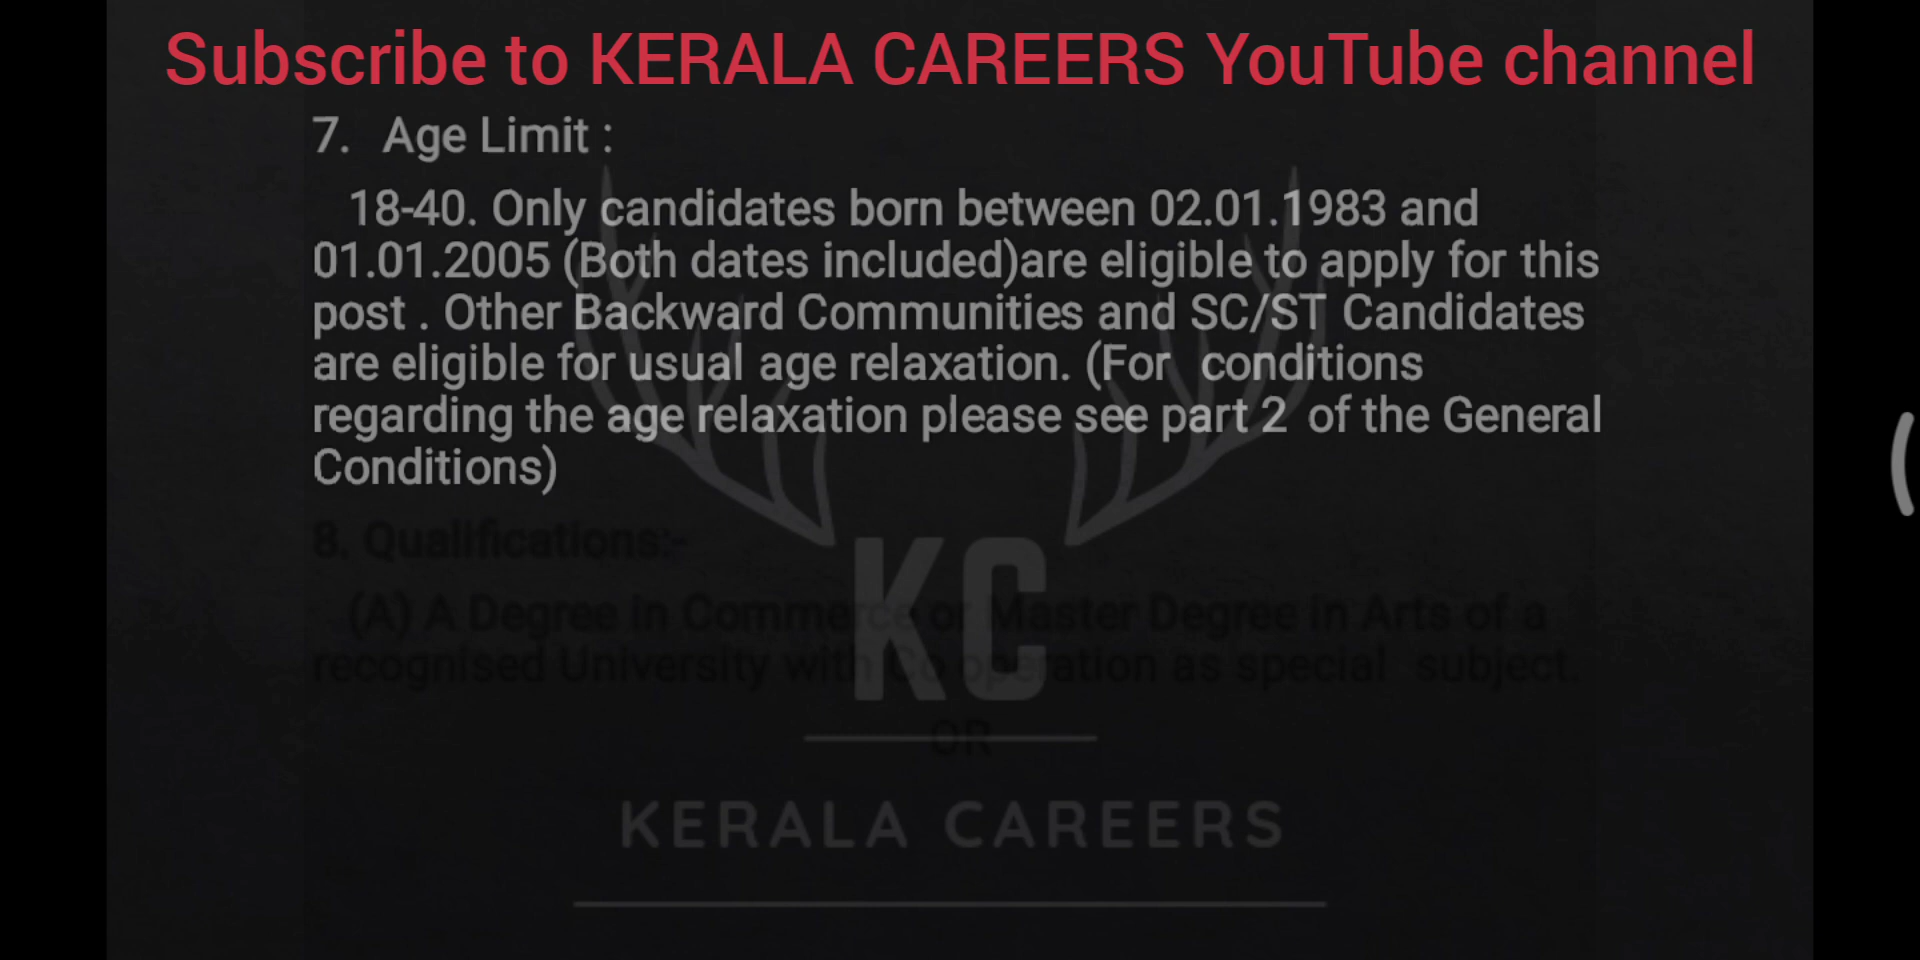 Subscribe to KERALA CAREERS YouTube channel
7. Age Limit :
18-40. Only candidates born between 02.01.1983 and
01.01.2005 (Both dates included)are eligible to apply for this
post . Other Backward Communities and SC/ST Candidates
are eligible for usual age relaxation. (For conditions
regarding the age relaxation please see part 2 of the General
Conditions)
8. Qualifications:-
(A) A Degree in Commerce or Master Degree in Arts of a
recognised University with Co operation as special subject.
KC
OR
KERALA CAREERS